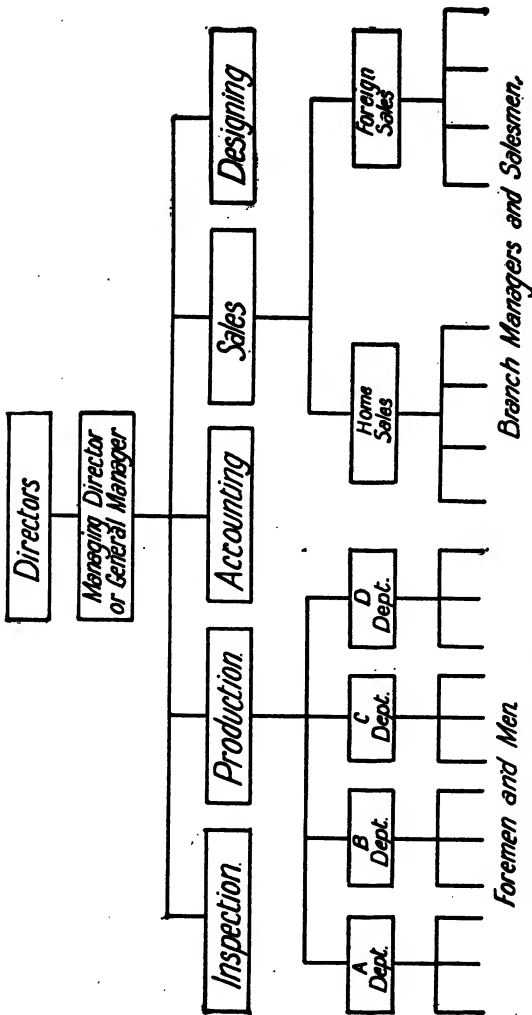 Directors
Managing Director
or General Manager
Inspection.
Production.
Accounting
Sales
Designing
A
Dept.
B
Dept.
C
Dept.
D
Dept.
Home
Sales
Foreign
Sales
Foremen and Men.
Branch Managers and Salesmen.